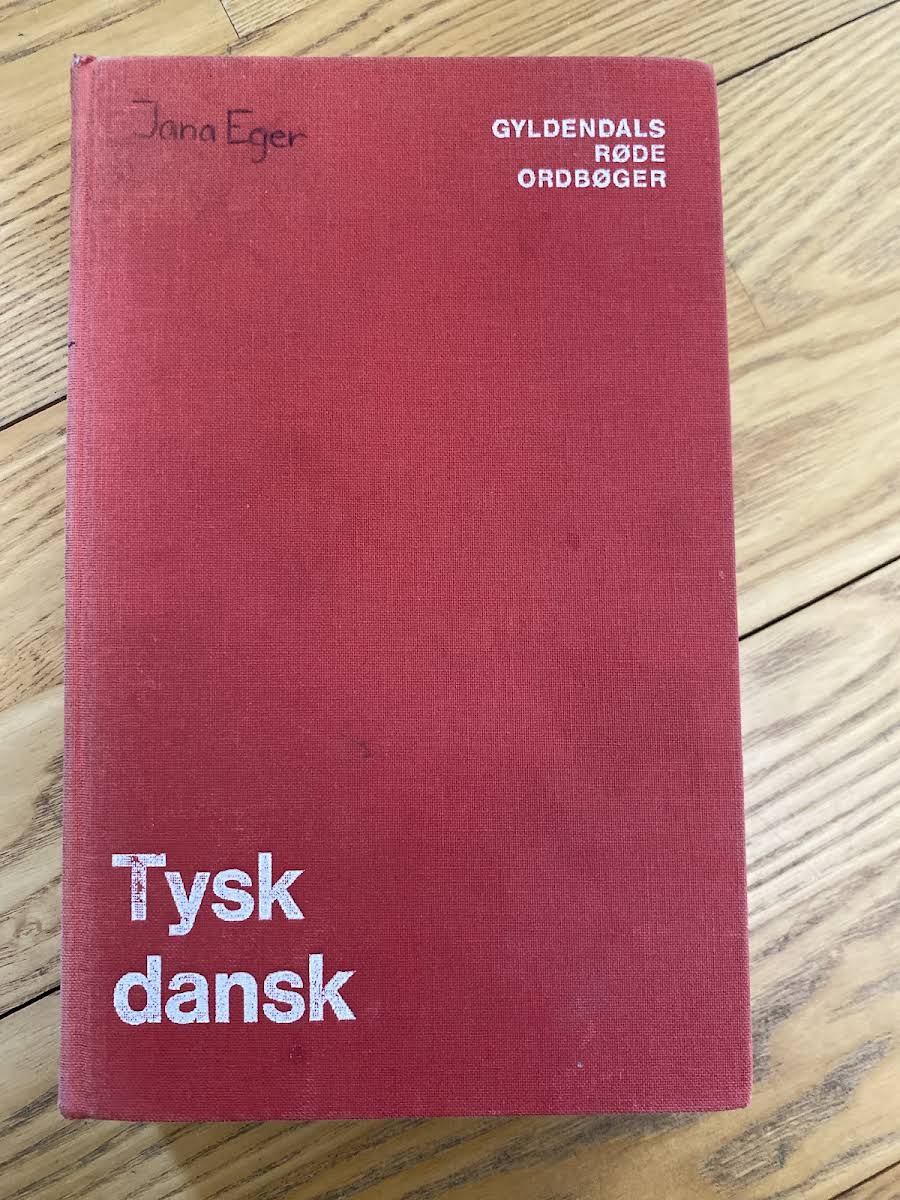 Jana Eger
GYLDENDALS
RØDE
ORDBØGER
Tysk
dansk